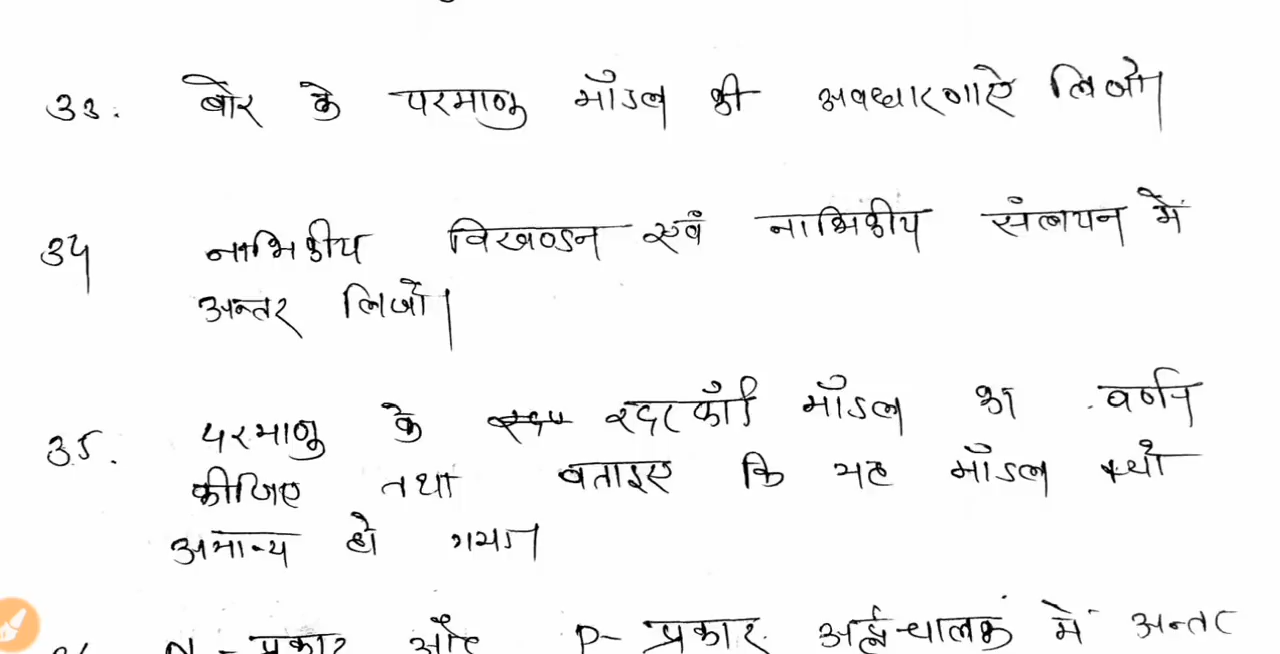 33. बोर के परमाणु मॉडल की अवधारणाऐ लिखो।
34 नाभिकीय विखण्डन एवं नाभिकीय संलयन में
अन्तर लिखो।
35. परमाणु के रदरफोर्ड मॉडल का वर्णन
कीजिए तथा बताइए कि यह मॉडल क्यो
अमान्य हो गया
N - प्रकार और P- प्रकार अर्द्धचालक में अन्तर